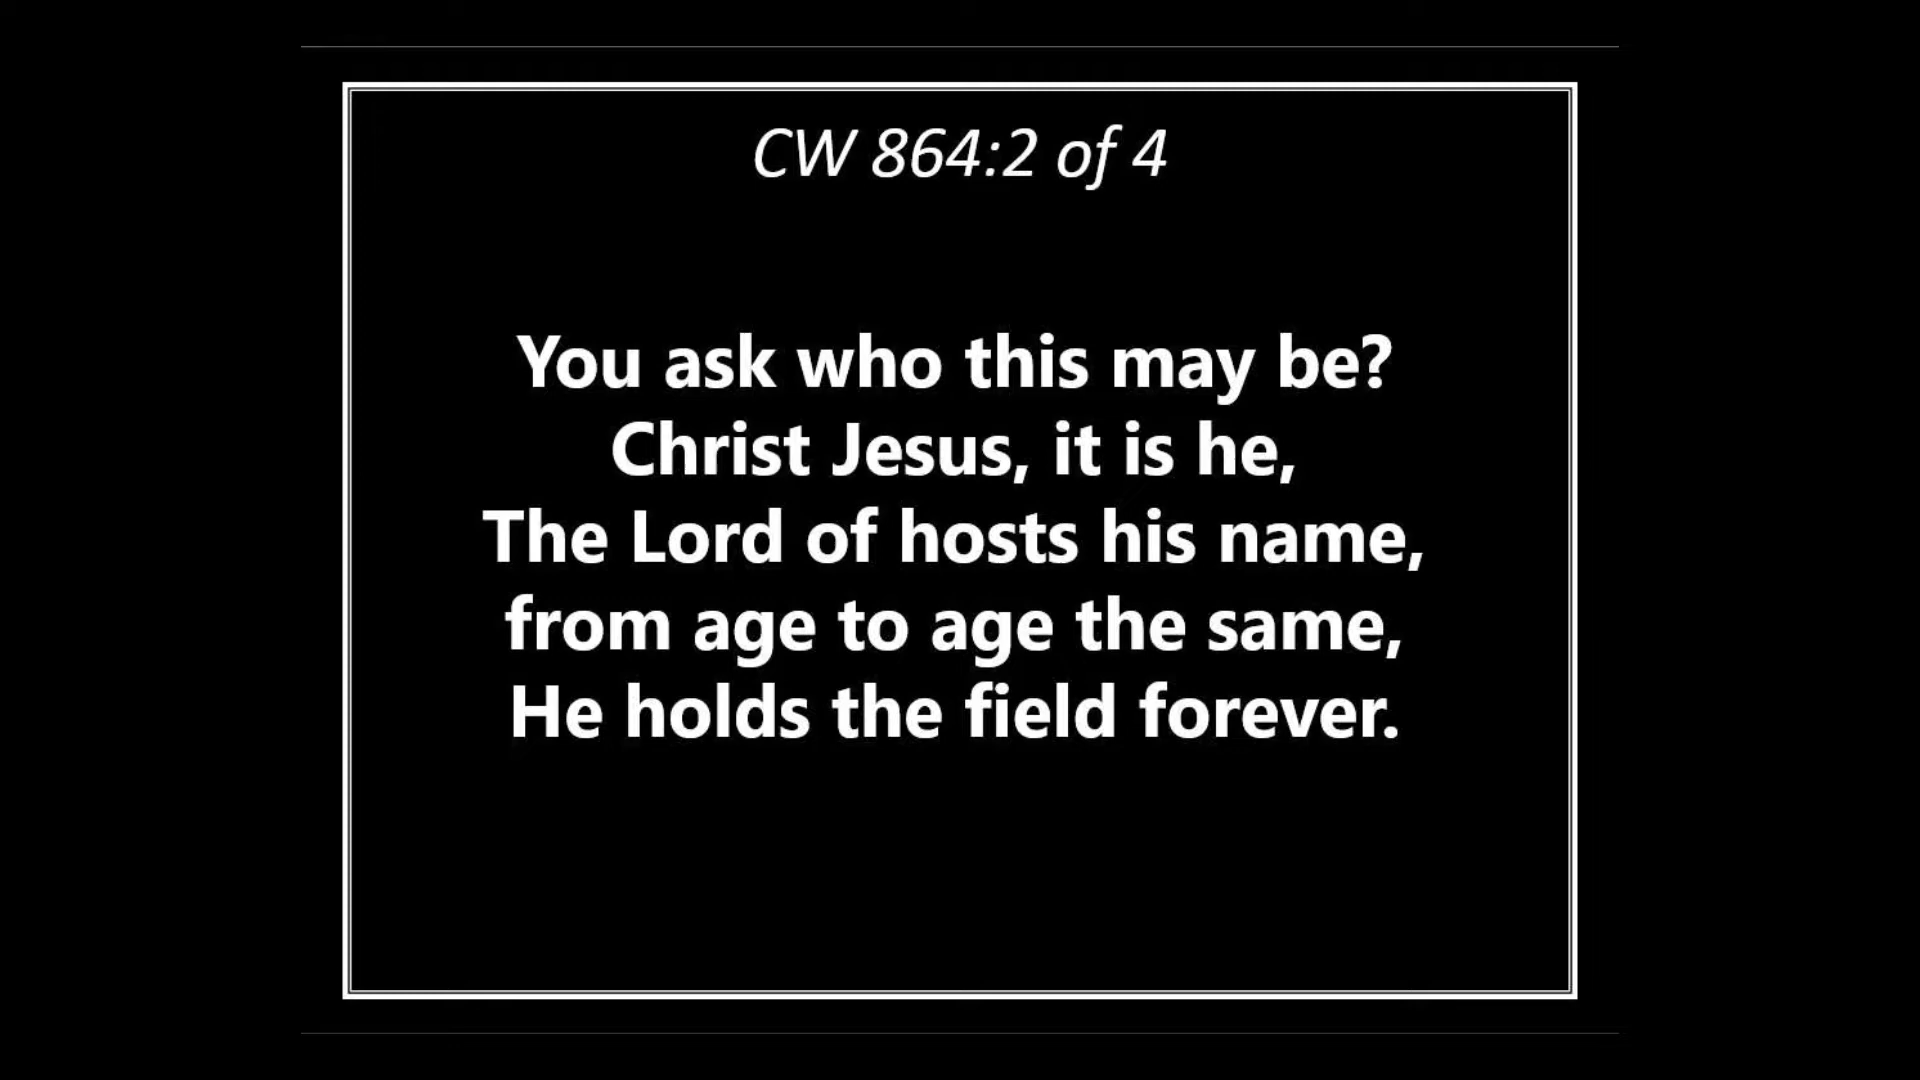 CW 864:2 of 4
You ask who this may be?
Christ Jesus, it is he,
The Lord of hosts his name,
from age to age the same,
He holds the field forever.